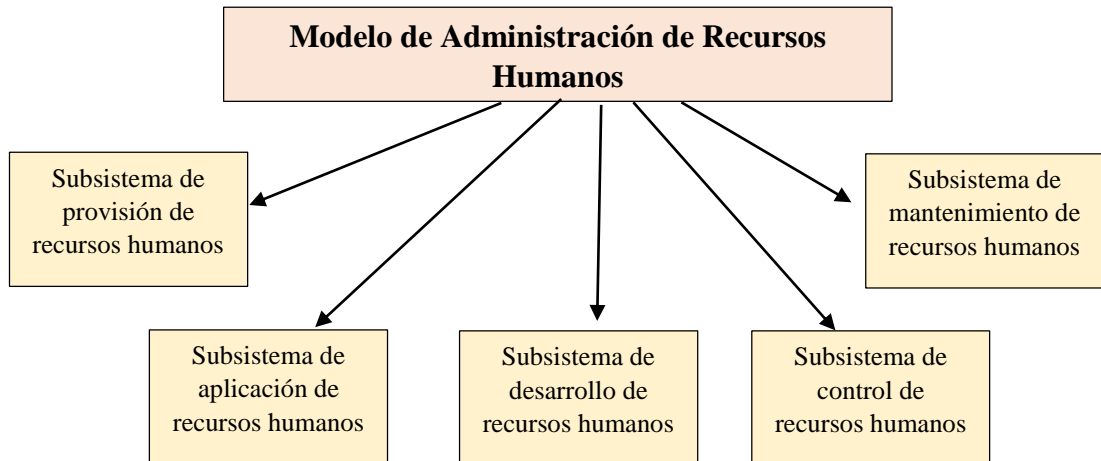 Modelo de Administración de Recursos
Humanos
Subsistema de
provisión de
recursos humanos
Subsistema de
mantenimiento de
recursos humanos
Subsistema de
aplicación de
recursos humanos
Subsistema de
desarrollo de
recursos humanos
Subsistema de
control de
recursos humanos